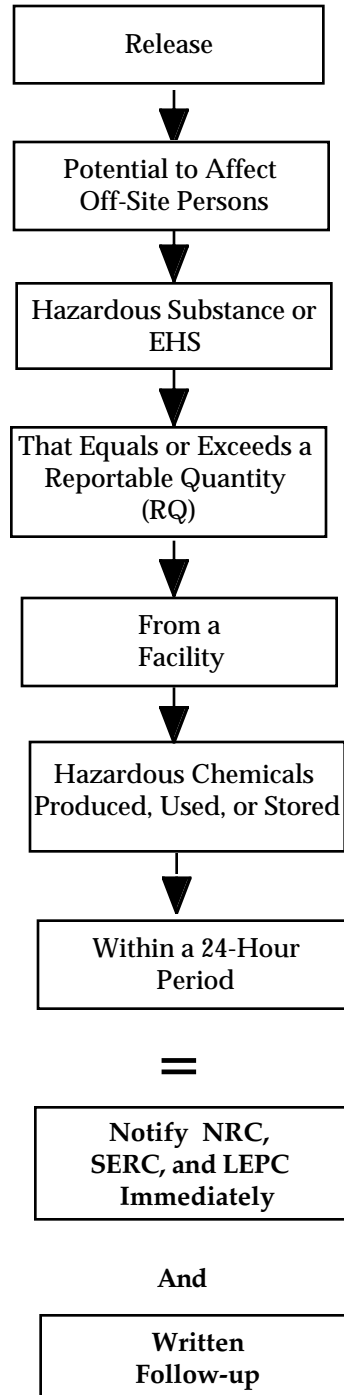 Release
Potential to Affect
Off-Site Persons
Hazardous Substance or
EHS
That Equals or Exceeds a
Reportable Quantity
(RQ)
From a
Facility
Hazardous Chemicals
Produced, Used, or Stored
Within a 24-Hour
Period
=
Notify NRC,
SERC, and LEPC
Immediately
And
Written
Follow-up